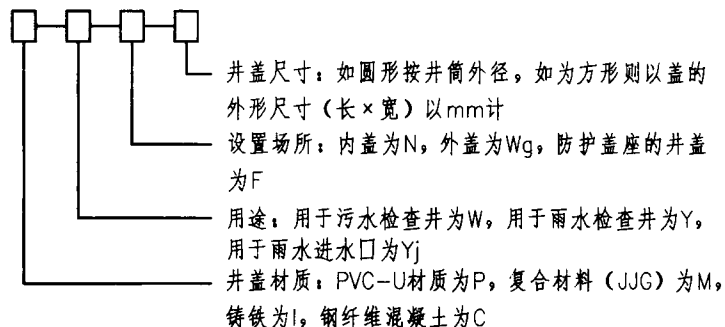 井盖尺寸：如圆形按井筒外径，如为方形则以盖的
外形尺寸（长×宽）以mm计
设置场所：内盖为N，外盖为Wg，防护盖座的井盖
为F
用途：用于污水检查井为W，用于雨水检查井为Y，
用于雨水进水口为Yj
井盖材质：PVC-U材质为P，复合材料（JJG）为M，
铸铁为I，钢纤维混凝土为C